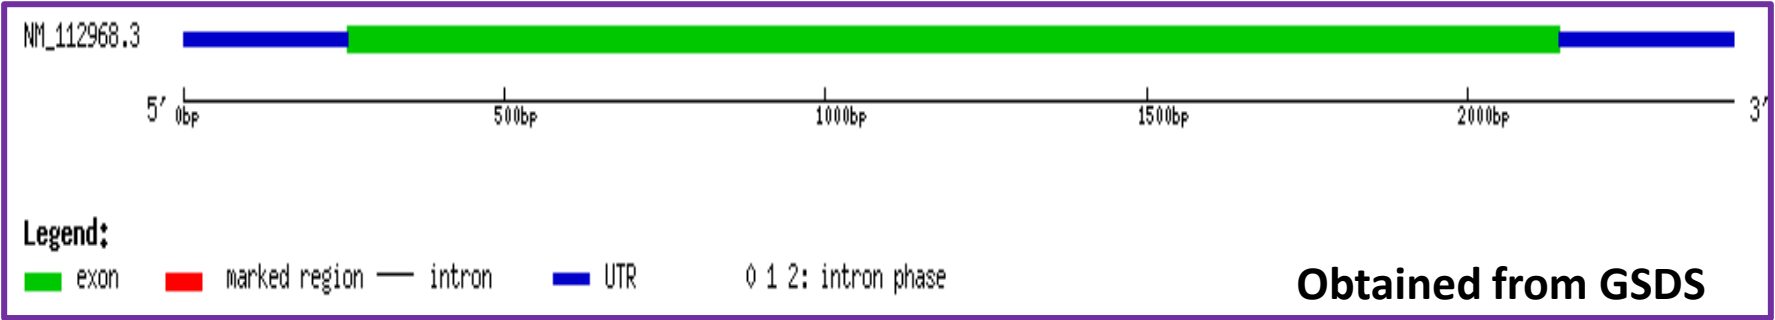 NM_112968.3
5′ 0bp 500bp 1000bp 1500bp 2000bp 3′
Legend:
exon marked region intron UTR 0 1 2: intron phase
Obtained from GSDS